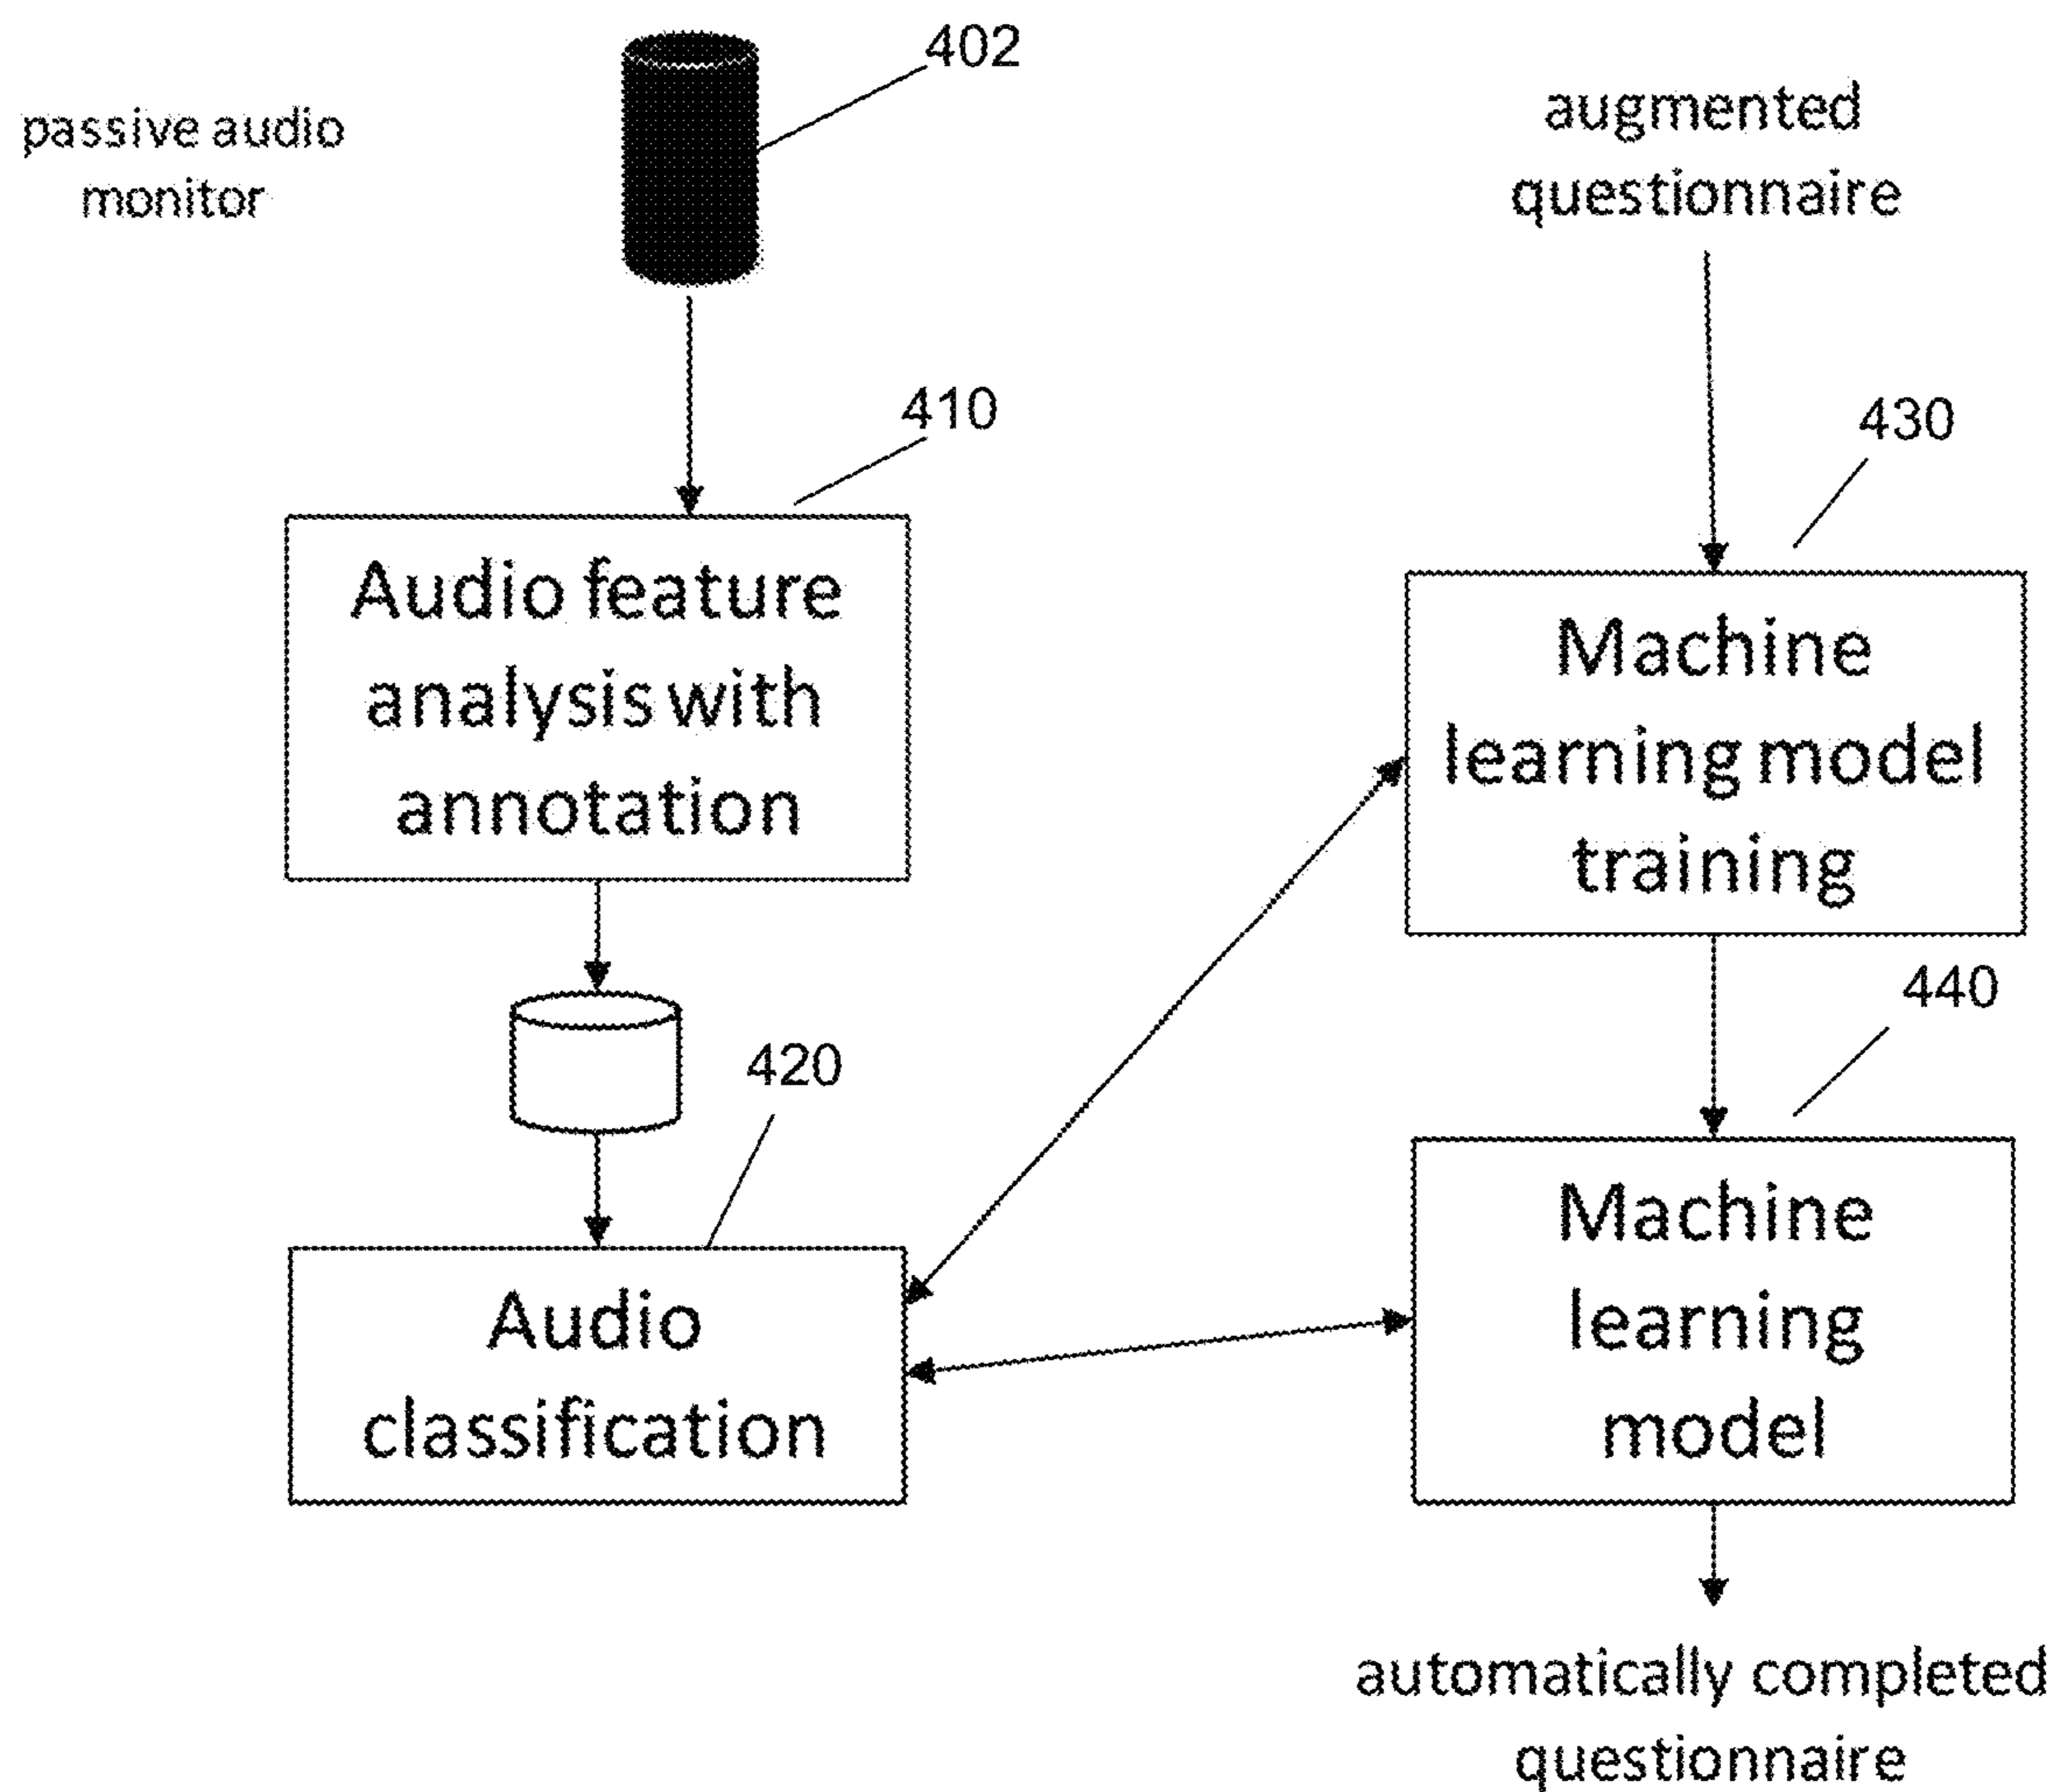 402
passive audio
monitor
augmented
questionnaire
410
430
Audio feature
analysis with
annotation
Machine
learning model
training
440
420
Audio
classification
Machine
learning
model
automatically completed
questionnaire